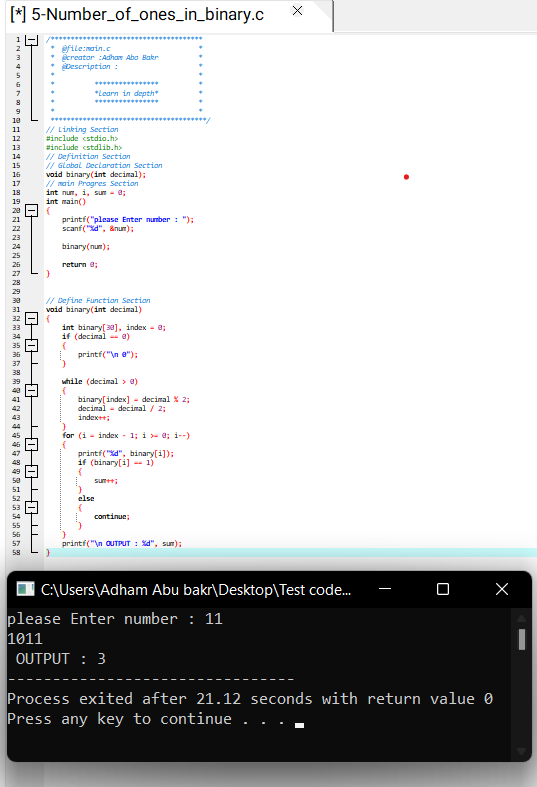 [*] 5-Number_of_ones_in_binary.c
1 /**************************************
2 * @file:main.c *
3 * @creator :Adham Abo Bakr *
4 * @Description : *
5 * *
6 * *************** *
7 * *learn in depth* *
8 * *************** *
9 * *
10 ***************************************/
11 // Linking Section
12 #include <stdio.h>
13 #include <stdlib.h>
14 // Definition Section
15 // Global Declaration Section
16 void binary(int decimal);
17 // main Progres Section
18 int num, i, sum = 0;
19 int main()
20 {
21 printf("please Enter number : ");
22 scanf("%d", &num);
23
24 binary(num);
25
26 return 0;
27 }
28
29
30 // Define Function Section
31 void binary(int decimal)
32 {
33 int binary[30], index = 0;
34 if (decimal == 0)
35 {
36 printf("\n 0");
37 }
38
39 while (decimal > 0)
40 {
41 binary[index] = decimal % 2;
42 decimal = decimal / 2;
43 index++;
44 }
45 for (i = index - 1; i >= 0; i--)
46 {
47 printf("%d", binary[i]);
48 if (binary[i] == 1)
49 {
50 sum++;
51 }
52 else
53 {
54 continue;
55 }
56 }
57 printf("\n OUTPUT : %d", sum);
58 }
C:\Users\Adham Abu bakr\Desktop\Test code...
please Enter number : 11
1011
OUTPUT : 3
--------------------------------
Process exited after 21.12 seconds with return value 0
Press any key to continue . . .